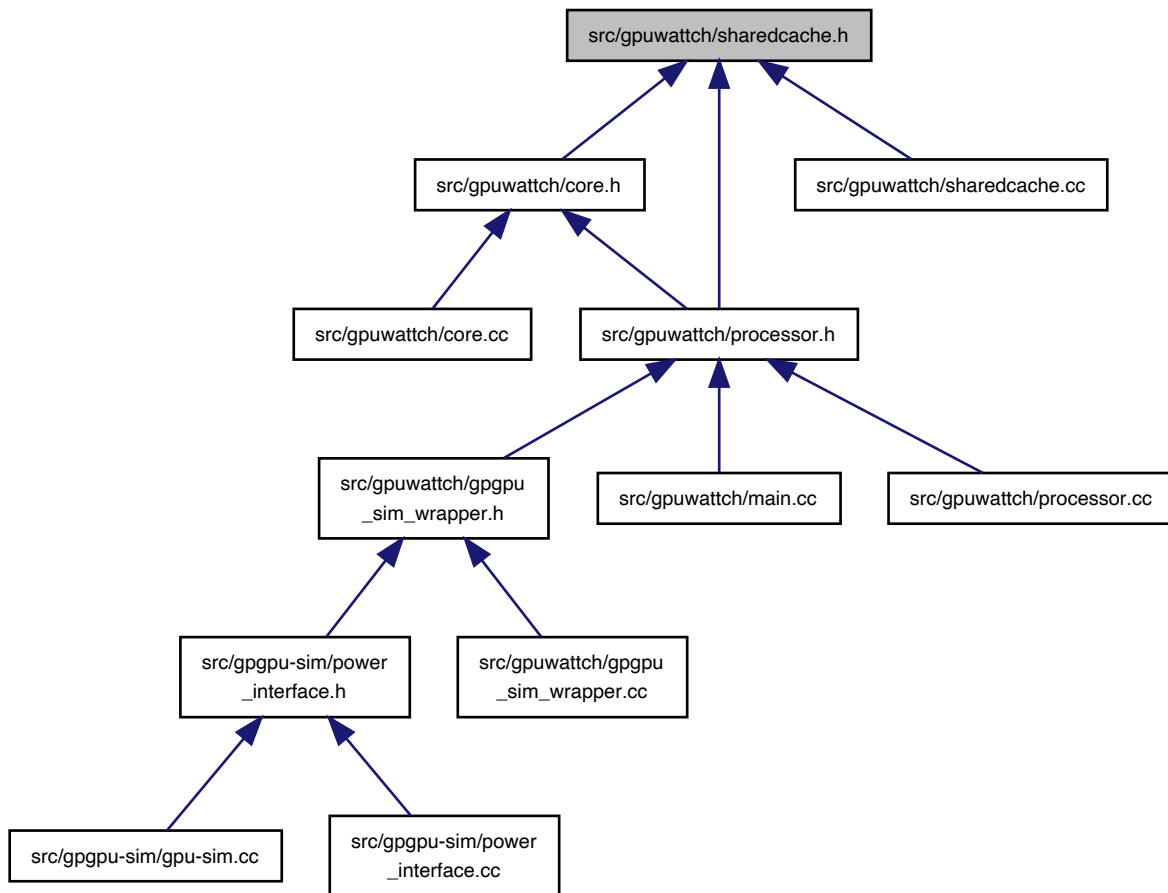 src/gpuwattch/sharedcache.h
src/gpuwattch/core.h
src/gpuwattch/sharedcache.cc
src/gpuwattch/core.cc
src/gpuwattch/processor.h
src/gpuwattch/gpgpu
_sim_wrapper.h
src/gpuwattch/main.cc
src/gpuwattch/processor.cc
src/gpgpu-sim/power
_interface.h
src/gpuwattch/gpgpu
_sim_wrapper.cc
src/gpgpu-sim/gpu-sim.cc
src/gpgpu-sim/power
_interface.cc